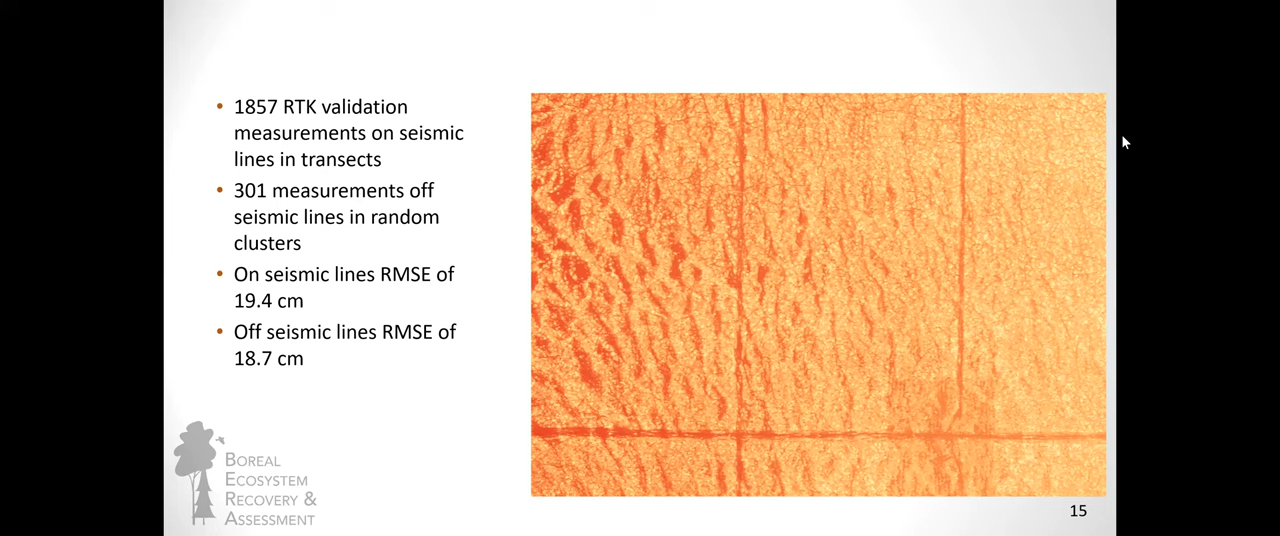 • 1857 RTK validation
measurements on seismic
lines in transects
• 301 measurements off
seismic lines in random
clusters
• On seismic lines RMSE of
19.4 cm
• Off seismic lines RMSE of
18.7 cm
BOREAL
ECOSYSTEM
RECOVERY &
ASSESSMENT
15